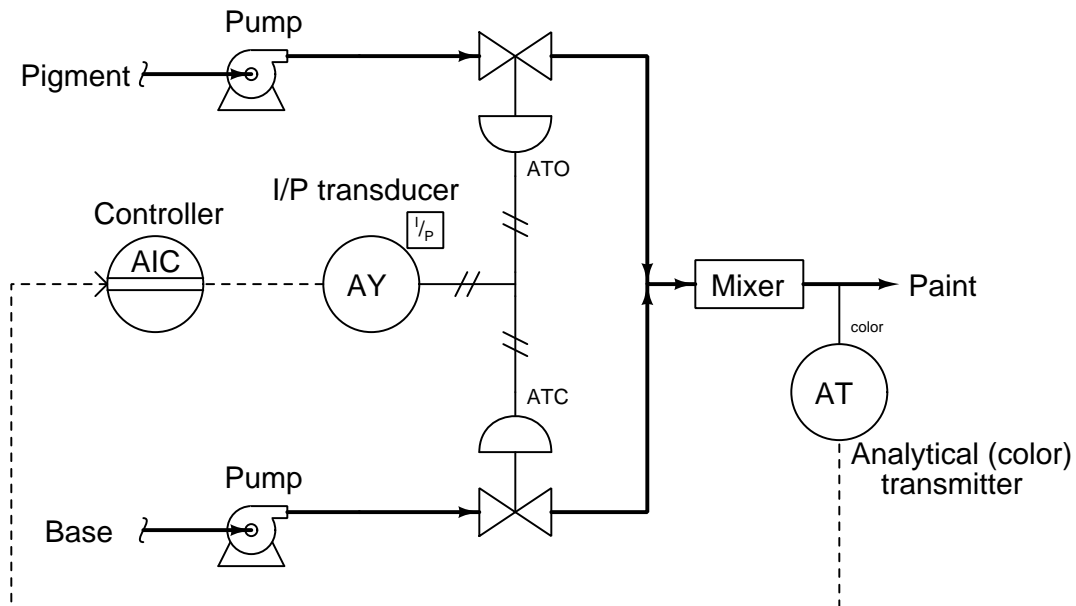 Pump
Pigment
ATO
I/P transducer
I/P
Controller
AIC
AY
Mixer
Paint
color
AT
ATC
Analytical (color)
transmitter
Pump
Base